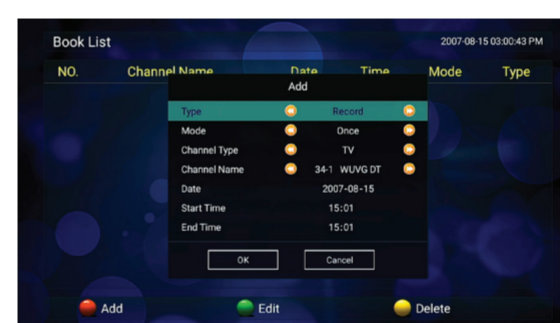 Book List 2007-08-15 03:00:43 PM
NO. Channel Name Date Time Mode Type
Add
Type Record
Mode Once
Channel Type TV
Channel Name 34-1 WUVG DT
Date 2007-08-15
Start Time 15:01
End Time 15:01
OK Cancel
Add Edit Delete